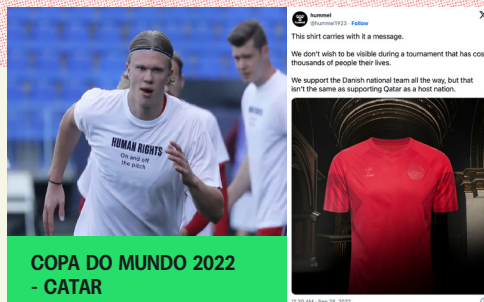 HUMAN RIGHTS
On and off
the pitch
COPA DO MUNDO 2022
- CATAR
hummel
@hummel1923 · Follow
This shirt carries with it a message.
We don't wish to be visible during a tournament that has cos
thousands of people their lives.
We support the Danish national team all the way, but that
isn't the same as supporting Qatar as a host nation.